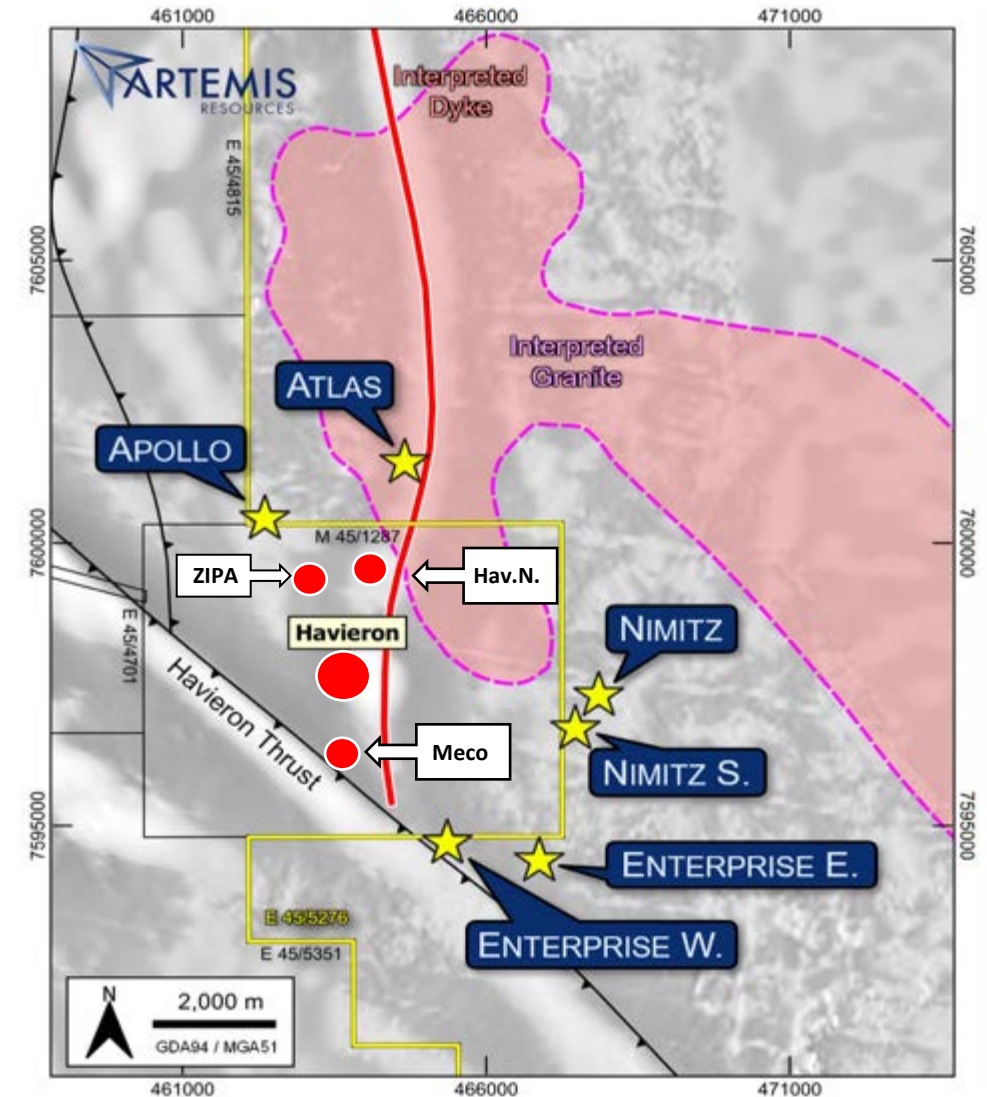 461000
466000
471000
ARTEMIS
RESOURCES
Interpreted
Dyke
E 45/4815
7605000
7605000
Interpreted
Granite
ATLAS
APOLLO
7600000
7600000
M 45/1287
ZIPA
Hav.N.
Havieron
E 45/4701
NIMITZ
Havieron Thrust
Meco
NIMITZ S.
7595000
7595000
ENTERPRISE E.
E 45/5276
E 45/5351
ENTERPRISE W.
N
2,000 m
GDA94 / MGA51
461000
466000
471000